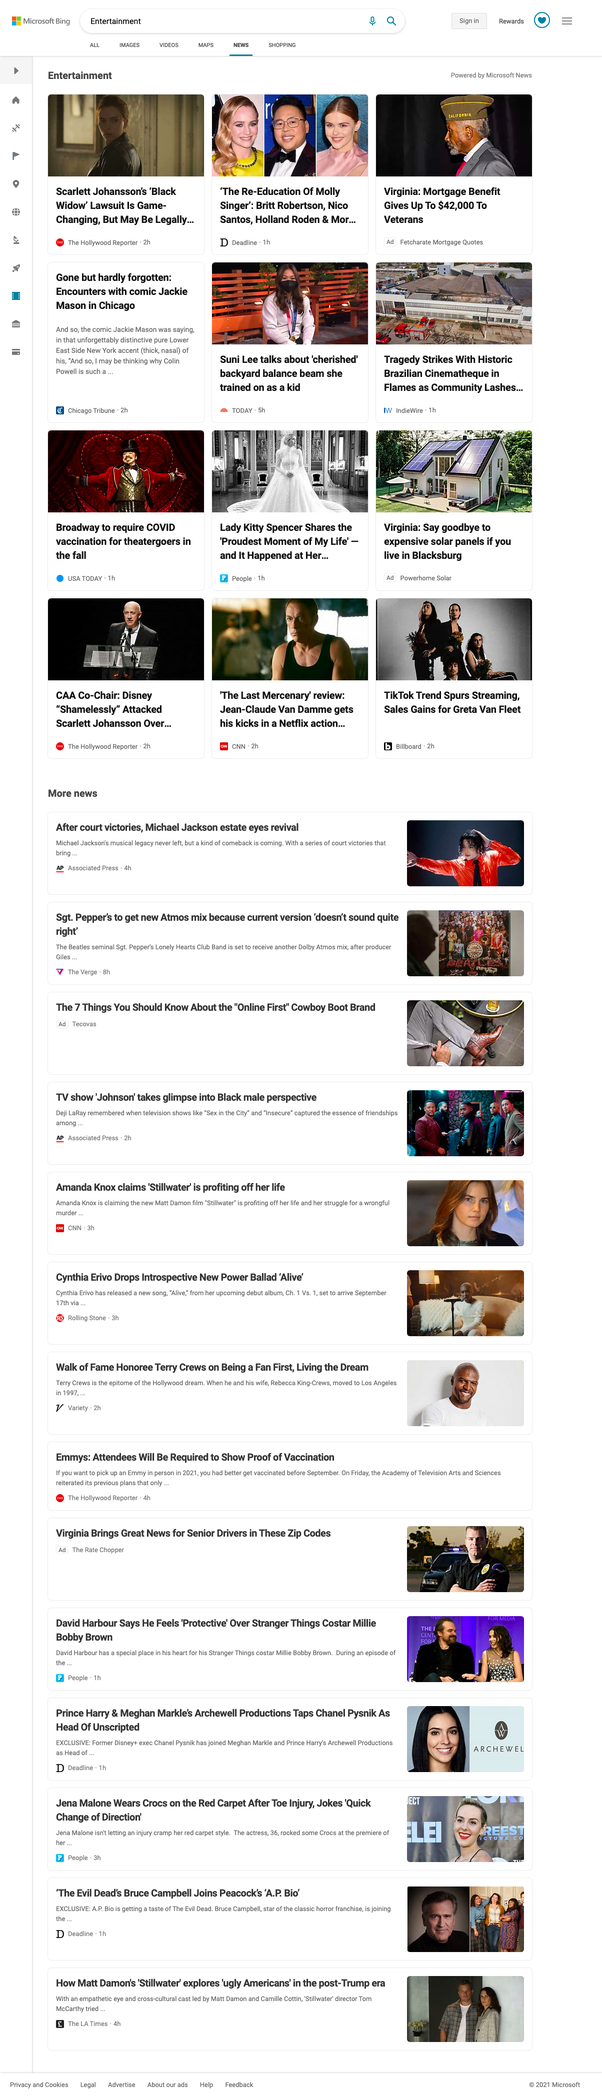 Microsoft Bing
Entertainment
Sign in
Rewards
ALL IMAGES VIDEOS MAPS NEWS SHOPPING
Entertainment
Powered by Microsoft News
CALIFORNIA
Scarlett Johansson's 'Black
Widow' Lawsuit Is Game-
Changing, But May Be Legally...
The Hollywood Reporter · 2h
'The Re-Education Of Molly
Singer': Britt Robertson, Nico
Santos, Holland Roden & Mor...
Deadline · 1h
Virginia: Mortgage Benefit
Gives Up To $42,000 To
Veterans
Ad Fetcharate Mortgage Quotes
Gone but hardly forgotten:
Encounters with comic Jackie
Mason in Chicago
And so, the comic Jackie Mason was saying,
in that unforgettably distinctive pure Lower
East Side New York accent (thick, nasal) of
his, "And so, I may be thinking why Colin
Powell is such a ...
Chicago Tribune · 2h
Suni Lee talks about 'cherished'
backyard balance beam she
trained on as a kid
TODAY · 5h
Tragedy Strikes With Historic
Brazilian Cinematheque in
Flames as Community Lashes...
IndieWire · 1h
Broadway to require COVID
vaccination for theatergoers in
the fall
USA TODAY · 1h
Lady Kitty Spencer Shares the
'Proudest Moment of My Life' —
and It Happened at Her...
People · 1h
Virginia: Say goodbye to
expensive solar panels if you
live in Blacksburg
Ad Powerhome Solar
CAA Co-Chair: Disney
"Shamelessly" Attacked
Scarlett Johansson Over...
The Hollywood Reporter · 2h
'The Last Mercenary' review:
Jean-Claude Van Damme gets
his kicks in a Netflix action...
CNN · 2h
TikTok Trend Spurs Streaming,
Sales Gains for Greta Van Fleet
Billboard · 2h
More news
After court victories, Michael Jackson estate eyes revival
Michael Jackson's musical legacy never left, but a kind of comeback is coming. With a series of court victories that
bring ...
AP Associated Press · 4h
Sgt. Pepper's to get new Atmos mix because current version 'doesn't sound quite
right'
The Beatles seminal Sgt. Pepper's Lonely Hearts Club Band is set to receive another Dolby Atmos mix, after producer
Giles ...
The Verge · 8h
BEATLES
The 7 Things You Should Know About the "Online First" Cowboy Boot Brand
Ad Tecovas
TV show 'Johnson' takes glimpse into Black male perspective
Deji LaRay remembered when television shows like "Sex in the City" and "Insecure" captured the essence of friendships
among ...
AP Associated Press · 2h
Amanda Knox claims 'Stillwater' is profiting off her life
Amanda Knox is claiming the new Matt Damon film "Stillwater" is profiting off her life and her struggle for a wrongful
murder ...
CNN · 3h
Cynthia Erivo Drops Introspective New Power Ballad 'Alive'
Cynthia Erivo has released a new song, "Alive," from her upcoming debut album, Ch. 1 Vs. 1, set to arrive September
17th via ...
Rolling Stone · 3h
Walk of Fame Honoree Terry Crews on Being a Fan First, Living the Dream
Terry Crews is the epitome of the Hollywood dream. When he and his wife, Rebecca King-Crews, moved to Los Angeles
in 1997, ...
Variety · 2h
Emmys: Attendees Will Be Required to Show Proof of Vaccination
If you want to pick up an Emmy in person in 2021, you had better get vaccinated before September. On Friday, the Academy of Television Arts and Sciences
reiterated its previous plans that only ...
The Hollywood Reporter · 4h
Virginia Brings Great News for Senior Drivers in These Zip Codes
Ad The Rate Chopper
David Harbour Says He Feels 'Protective' Over Stranger Things Costar Millie
Bobby Brown
David Harbour has a special place in his heart for his Stranger Things costar Millie Bobby Brown. During an episode of
the ...
People · 1h
Prince Harry & Meghan Markle's Archewell Productions Taps Chanel Pysnik As
Head Of Unscripted
EXCLUSIVE: Former Disney+ exec Chanel Pysnik has joined Meghan Markle and Prince Harry's Archewell Productions
as Head of ...
Deadline · 1h
ARCHEWEL
Jena Malone Wears Crocs on the Red Carpet After Toe Injury, Jokes 'Quick
Change of Direction'
Jena Malone isn't letting an injury cramp her red carpet style. The actress, 36, rocked some Crocs at the premiere of
her ...
People · 3h
'The Evil Dead's Bruce Campbell Joins Peacock's 'A.P. Bio'
EXCLUSIVE: A.P. Bio is getting a taste of The Evil Dead. Bruce Campbell, star of the classic horror franchise, is joining
the ...
Deadline · 1h
How Matt Damon's 'Stillwater' explores 'ugly Americans' in the post-Trump era
With an empathetic eye and cross-cultural cast led by Matt Damon and Camille Cottin, 'Stillwater' director Tom
McCarthy tried ...
The LA Times · 4h
Privacy and Cookies Legal Advertise About our ads Help Feedback
© 2021 Microsoft